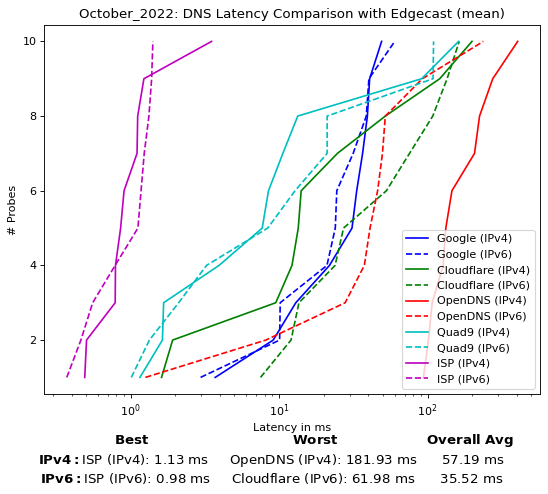 October_2022: DNS Latency Comparison with Edgecast (mean)
10
8
6
4
2
# Probes
Google (IPv4)
Google (IPv6)
Cloudflare (IPv4)
Cloudflare (IPv6)
OpenDNS (IPv4)
OpenDNS (IPv6)
Quad9 (IPv4)
Quad9 (IPv6)
ISP (IPv4)
ISP (IPv6)
10⁰ 10¹ 10²
Latency in ms
Best Worst Overall Avg
IPv4: ISP (IPv4): 1.13 ms OpenDNS (IPv4): 181.93 ms 57.19 ms
IPv6: ISP (IPv6): 0.98 ms Cloudflare (IPv6): 61.98 ms 35.52 ms